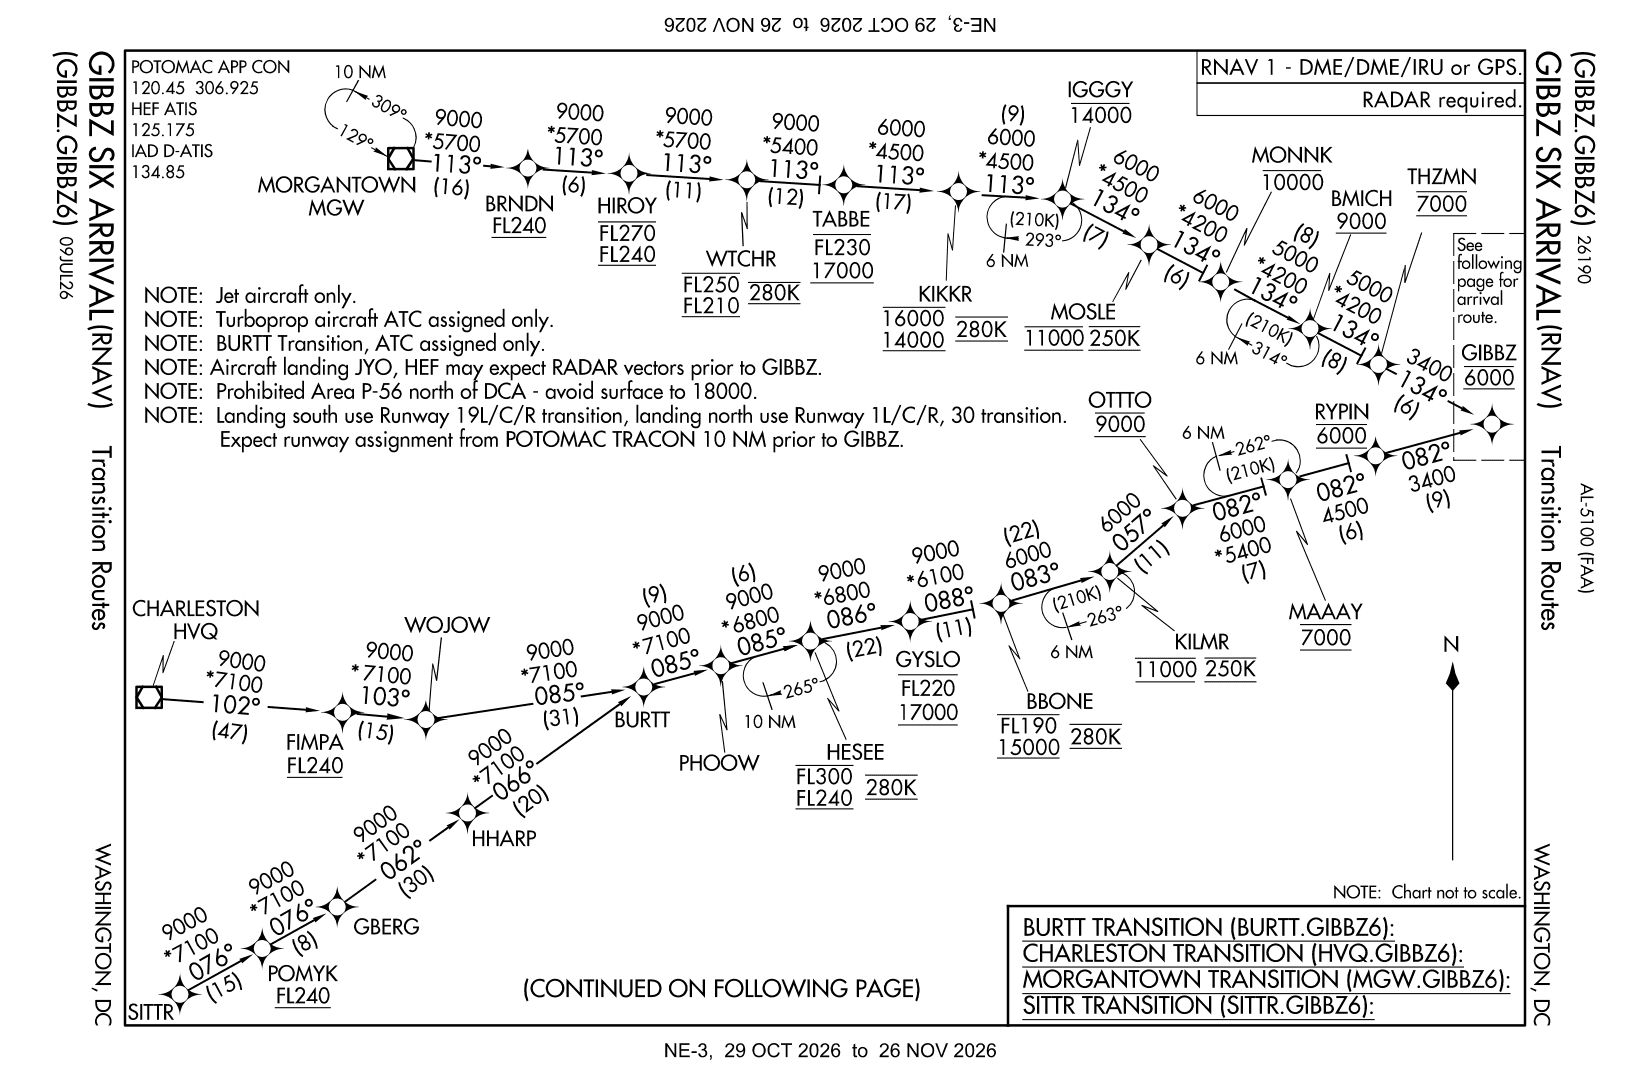 NE-3, 29 OCT 2026 to 26 NOV 2026
(GIBBZ.GIBBZ6) 09JUL26
GIBBZ SIX ARRIVAL (RNAV) Transition Routes
WASHINGTON, DC
POTOMAC APP CON
120.45 306.925
HEF ATIS
125.175
IAD D-ATIS
134.85
RNAV 1 - DME/DME/IRU or GPS.
RADAR required.
10 NM
309°
129°
MORGANTOWN
MGW
9000
*5700
113°
(16)
BRNDN
FL240
9000
*5700
113°
(6)
HIROY
FL270
FL240
9000
*5700
113°
(11)
WTCHR
FL250
FL210
280K
9000
*5400
113°
(12)
TABBE
FL230
17000
6000
*4500
113°
(17)
KIKKR
16000
14000
280K
(9)
6000
*4500
113°
(210K)
293°
6 NM
IGGGY
14000
6000
*4500
134°
(7)
MOSLE
11000 250K
6000
*4200
134°
(6)
MONNK
10000
(8)
5000
*4200
134°
(210K)
314°
6 NM
BMICH
9000
5000
*4200
134°
(8)
THZMN
7000
3400
134°
(6)
See
following
page for
arrival
route.
GIBBZ
6000
NOTE: Jet aircraft only.
NOTE: Turboprop aircraft ATC assigned only.
NOTE: BURTT Transition, ATC assigned only.
NOTE: Aircraft landing JYO, HEF may expect RADAR vectors prior to GIBBZ.
NOTE: Prohibited Area P-56 north of DCA - avoid surface to 18000.
NOTE: Landing south use Runway 19L/C/R transition, landing north use Runway 1L/C/R, 30 transition.
Expect runway assignment from POTOMAC TRACON 10 NM prior to GIBBZ.
CHARLESTON
HVQ
9000
*7100
102°
(47)
FIMPA
FL240
9000
*7100
103°
(15)
WOJOW
9000
*7100
085°
(31)
BURTT
(9)
9000
*7100
085°
PHOOW
(6)
9000
*6800
085°
265°
10 NM
HESEE
FL300
FL240
280K
9000
*6800
086°
(22)
GYSLO
FL220
17000
9000
*6100
088°
(11)
BBONE
FL190
15000
280K
(22)
6000
083°
(210K)
263°
6 NM
KILMR
11000 250K
6000
057°
(11)
OTTTO
9000
6 NM
262°
(210K)
082°
6000
*5400
(7)
MAAAY
7000
082°
4500
(6)
RYPIN
6000
082°
3400
(9)
SITTR
9000
*7100
076°
(15)
POMYK
FL240
9000
*7100
076°
(8)
GBERG
9000
*7100
062°
(30)
HHARP
9000
*7100
066°
(20)
N
NOTE: Chart not to scale.
(CONTINUED ON FOLLOWING PAGE)
BURTT TRANSITION (BURTT.GIBBZ6):
CHARLESTON TRANSITION (HVQ.GIBBZ6):
MORGANTOWN TRANSITION (MGW.GIBBZ6):
SITTR TRANSITION (SITTR.GIBBZ6):
GIBBZ SIX ARRIVAL (RNAV) Transition Routes
WASHINGTON, DC
(GIBBZ.GIBBZ6) 26190
AL-5100 (FAA)
NE-3, 29 OCT 2026 to 26 NOV 2026